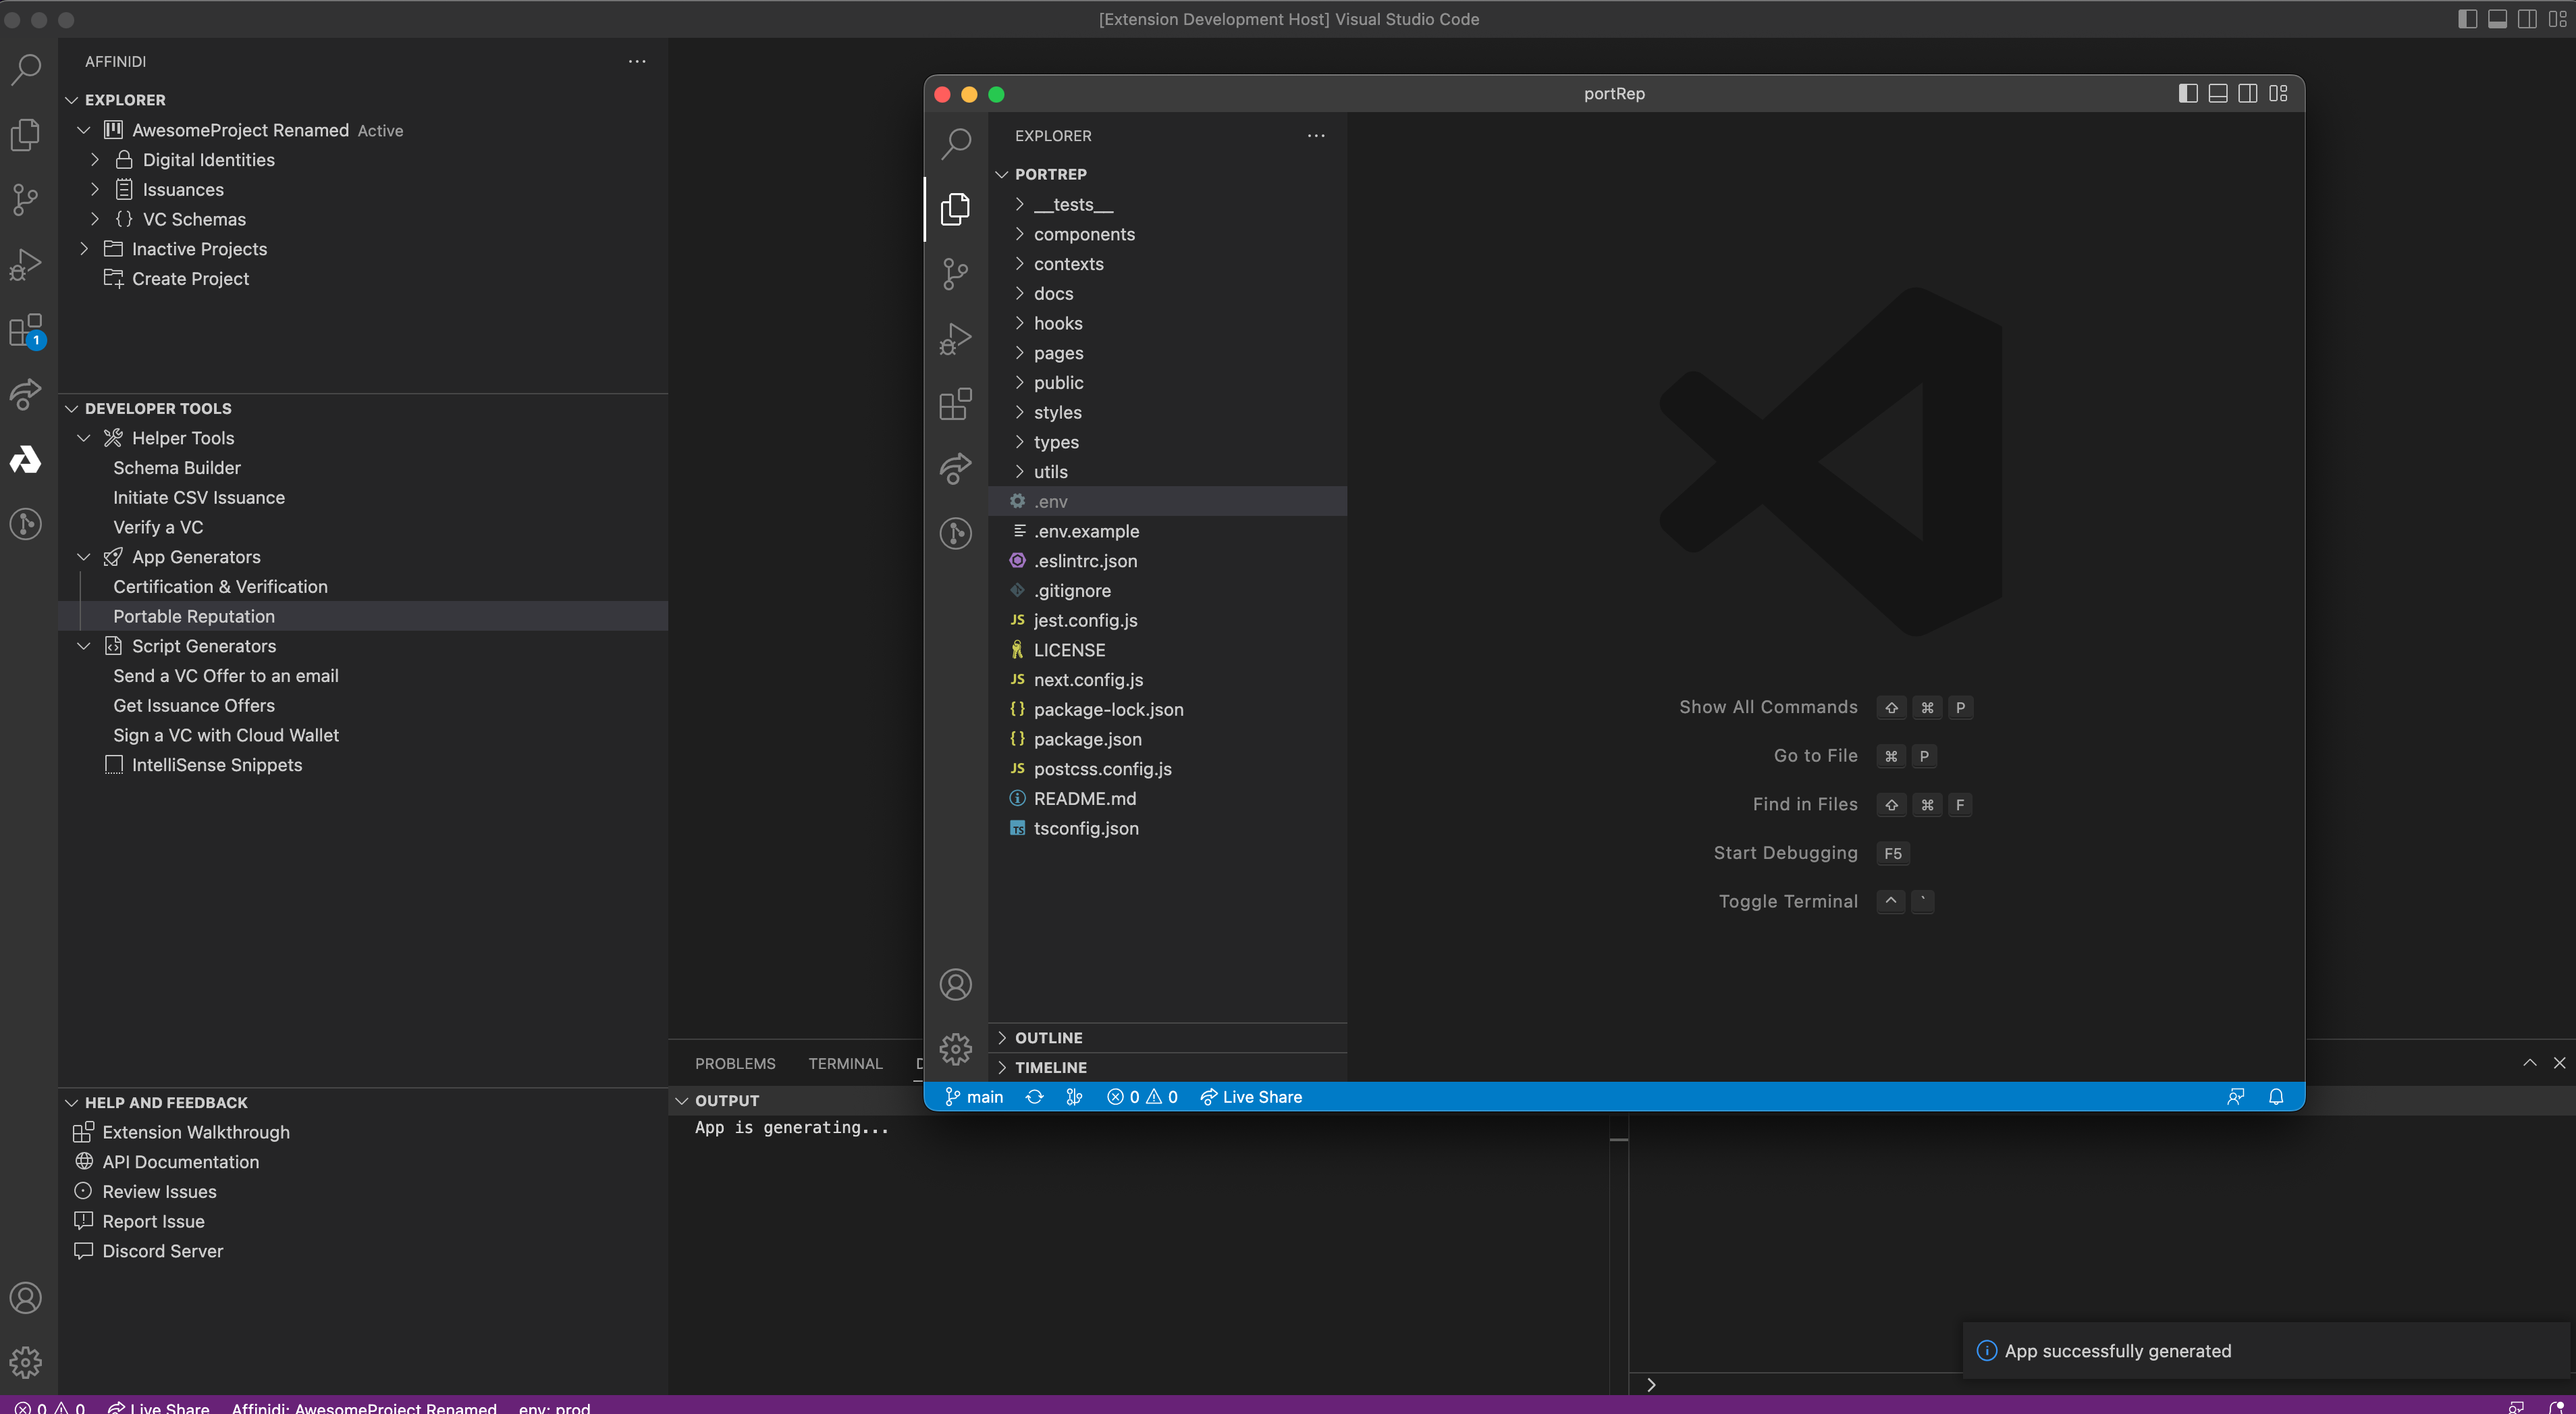 [Extension Development Host] Visual Studio Code
AFFINIDI
EXPLORER
AwesomeProject Renamed Active
Digital Identities
Issuances
VC Schemas
Inactive Projects
Create Project
1
DEVELOPER TOOLS
Helper Tools
Schema Builder
Initiate CSV Issuance
Verify a VC
App Generators
Certification & Verification
Portable Reputation
Script Generators
Send a VC Offer to an email
Get Issuance Offers
Sign a VC with Cloud Wallet
IntelliSense Snippets
HELP AND FEEDBACK
Extension Walkthrough
API Documentation
Review Issues
Report Issue
Discord Server
portRep
EXPLORER
PORTREP
__tests__
components
contexts
docs
hooks
pages
public
styles
types
utils
.env
.env.example
.eslintrc.json
.gitignore
JS jest.config.js
LICENSE
JS next.config.js
{} package-lock.json
{} package.json
JS postcss.config.js
README.md
TS tsconfig.json
OUTLINE
TIMELINE
Show All Commands ⇧ ⌘ P
Go to File ⌘ P
Find in Files ⇧ ⌘ F
Start Debugging F5
Toggle Terminal ^ `
main 0 0 Live Share
PROBLEMS TERMINAL
OUTPUT
App is generating...
App successfully generated
0 0 Live Share Affinidi: AwesomeProject Renamed env: prod